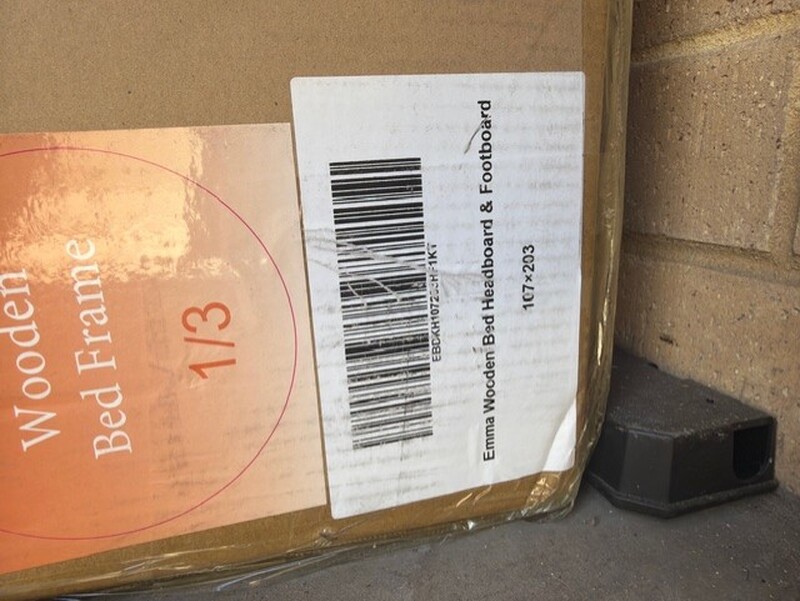 Wooden
Bed Frame
1/3
Emma Wooden Bed Headboard & Footboard
107×203